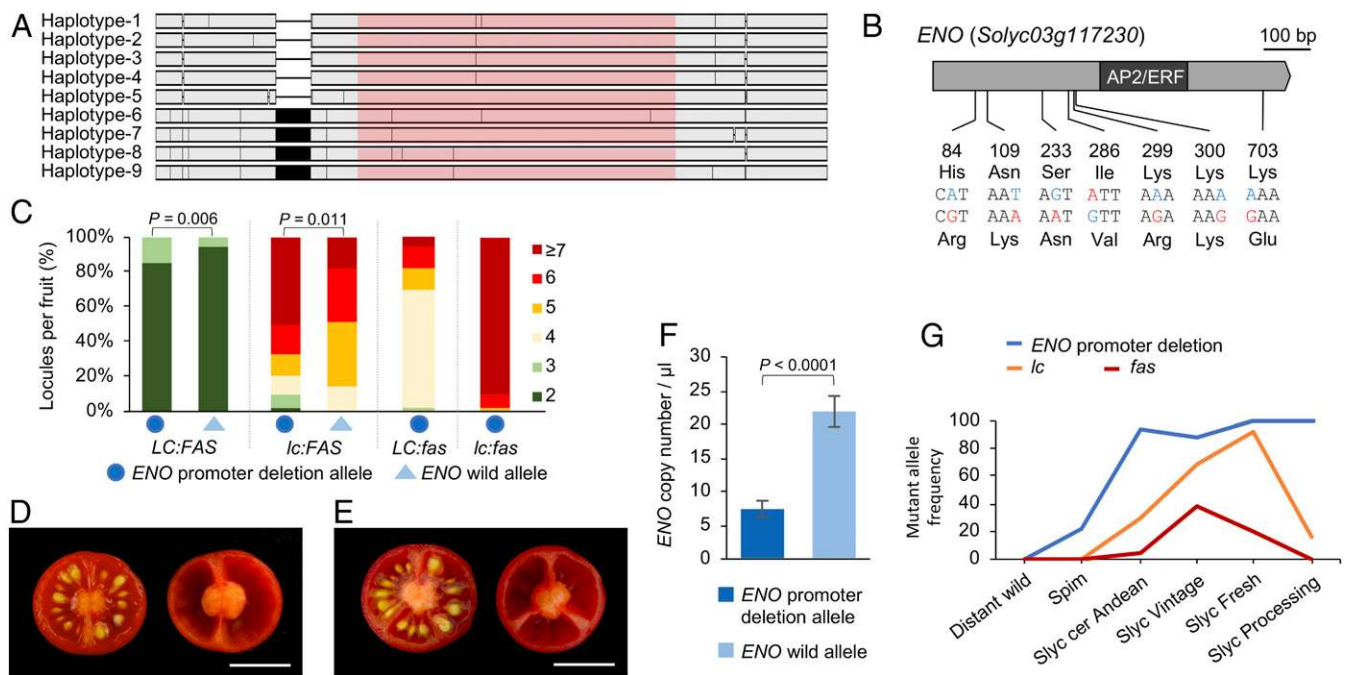 A
Haplotype-1
Haplotype-2
Haplotype-3
Haplotype-4
Haplotype-5
Haplotype-6
Haplotype-7
Haplotype-8
Haplotype-9
B
ENO (Solyc03g117230)
100 bp
AP2/ERF
84 109 233 286 299 300 703
His Asn Ser Ile Lys Lys Lys
CAT AAT AGT ATT AAA AAA AAA
CGT AAA AAT GTT AGA AAG GAA
Arg Lys Asn Val Arg Lys Glu
C
P = 0.006
P = 0.011
Locules per fruit (%)
100%
80%
60%
40%
20%
0%
≥7
6
5
4
3
2
LC:FAS lc:FAS LC:fas lc:fas
ENO promoter deletion allele ENO wild allele
D
E
F
P < 0.0001
ENO copy number / µl
30
25
20
15
10
5
0
ENO promoter
deletion allele
ENO wild allele
G
ENO promoter deletion
lc fas
Mutant allele
frequency
100
80
60
40
20
0
Distant wild
Spim
Slyc cer Andean
Slyc Vintage
Slyc Fresh
Slyc Processing